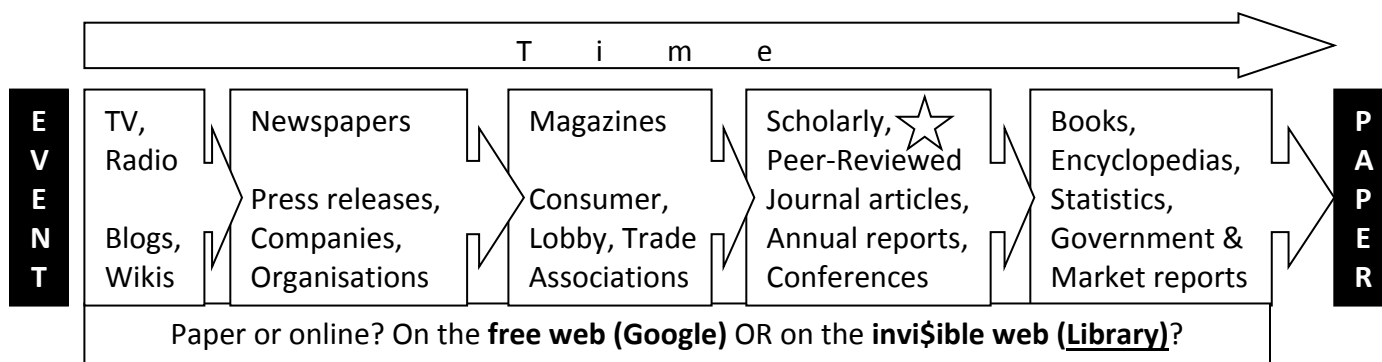 T i m e
EVENT
TV,
Radio
Blogs,
Wikis
Newspapers
Press releases,
Companies,
Organisations
Magazines
Consumer,
Lobby, Trade
Associations
Scholarly,
Peer-Reviewed
Journal articles,
Annual reports,
Conferences
Books,
Encyclopedias,
Statistics,
Government &
Market reports
PAPER
Paper or online? On the free web (Google) OR on the invi$ible web (Library)?